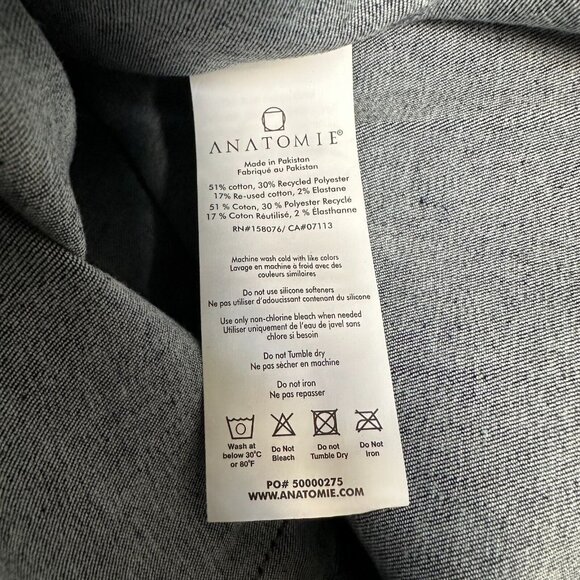 ANATOMIE®
Made in Pakistan
Fabriqué au Pakistan
51% cotton, 30% Recycled Polyester
17% Re-used cotton, 2% Elastane
51 % Coton, 30 % Polyester Recyclé
17 % Coton Réutilisé, 2 % Élasthanne
RN#158076/ CA#07113
Machine wash cold with like colors
Lavage en machine à froid avec des
couleurs similaires
Do not use silicone softeners
Ne pas utiliser d'adoucissant contenant du silicone
Use only non-chlorine bleach when needed
Utiliser uniquement de l'eau de javel sans
chlore si besoin
Do not Tumble dry
Ne pas sècher en machine
Do not iron
Ne pas repasser
Wash at below 30°C or 80°F
Do Not Bleach
Do not Tumble Dry
Do Not Iron
PO# 50000275
WWW.ANATOMIE.COM